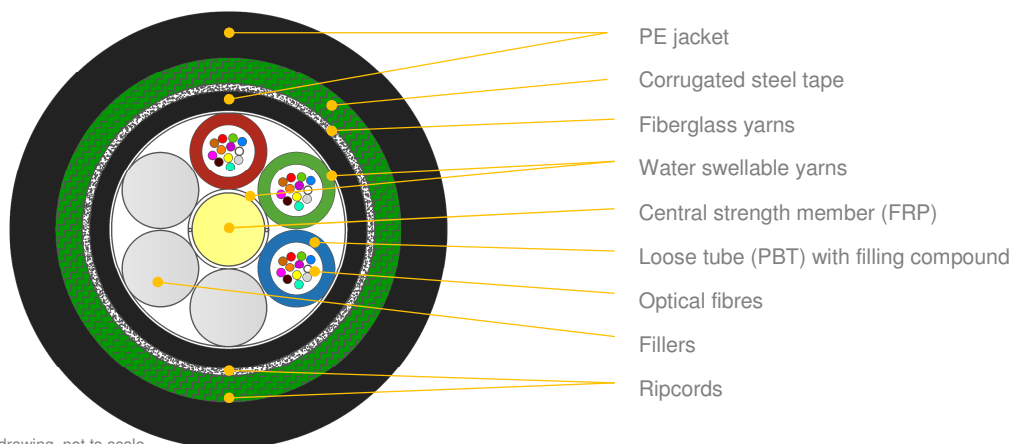 PE jacket
Corrugated steel tape
Fiberglass yarns
Water swellable yarns
Central strength member (FRP)
Loose tube (PBT) with filling compound
Optical fibres
Fillers
Ripcords
drawing, not to scale